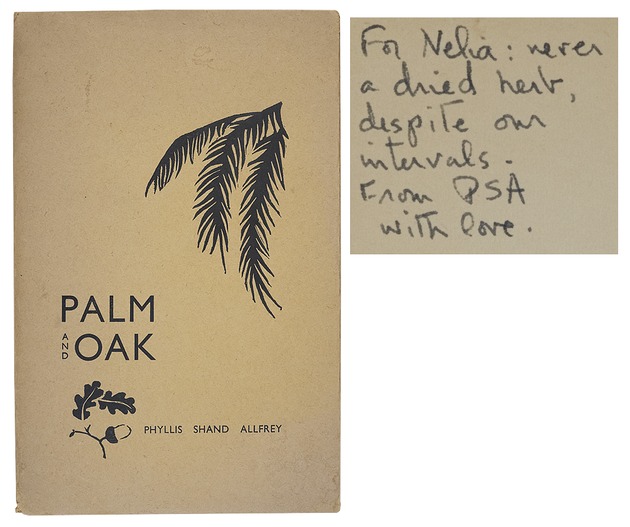 PALM
AND OAK
PHYLLIS SHAND ALLFREY
For Nelia: never
a dried herb,
despite our
intervals.
From PSA
with love.